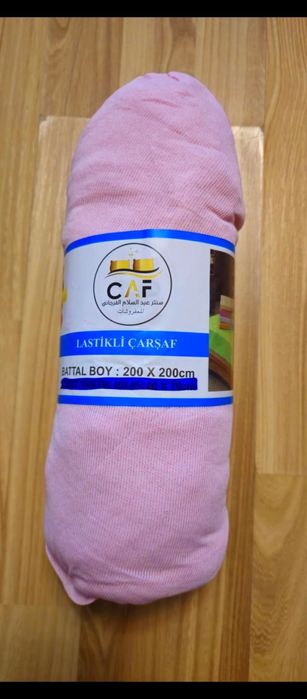 CAF
سنتر عبد السلام الفرجاني
للمفروشات
LASTİKLİ ÇARŞAF
BATTAL BOY : 200 X 200cm